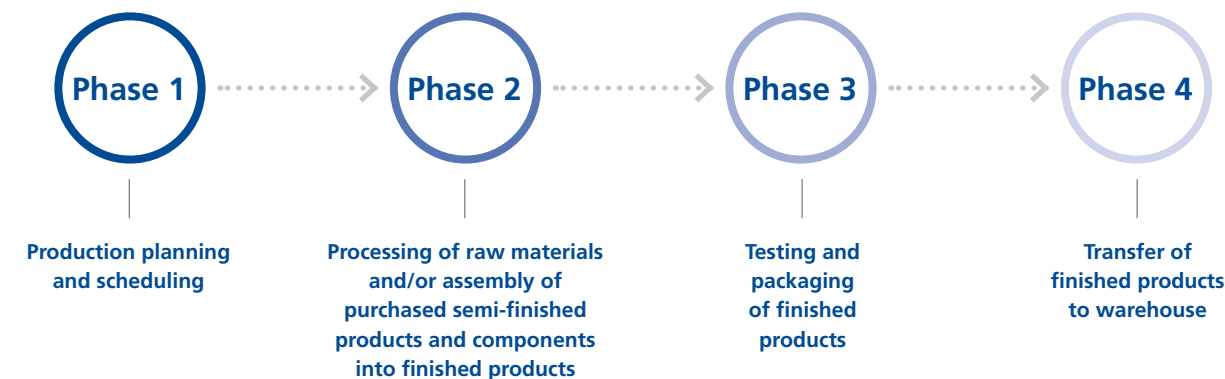 Phase 1
Phase 2
Phase 3
Phase 4
Production planning
and scheduling
Processing of raw materials
and/or assembly of
purchased semi-finished
products and components
into finished products
Testing and
packaging
of finished
products
Transfer of
finished products
to warehouse